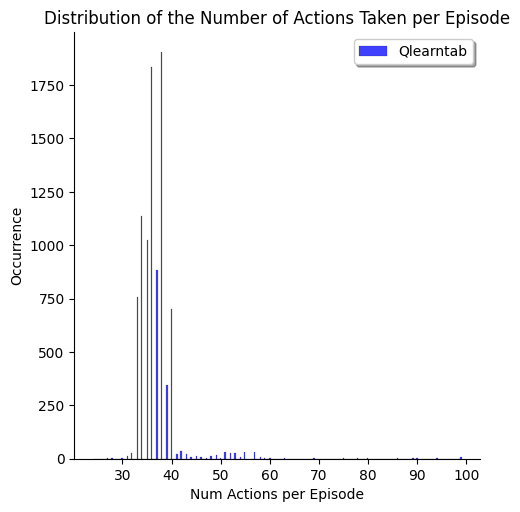 Distribution of the Number of Actions Taken per Episode
Qlearntab
1750
1500
1250
1000
750
500
250
0
Occurrence
30 40 50 60 70 80 90 100
Num Actions per Episode